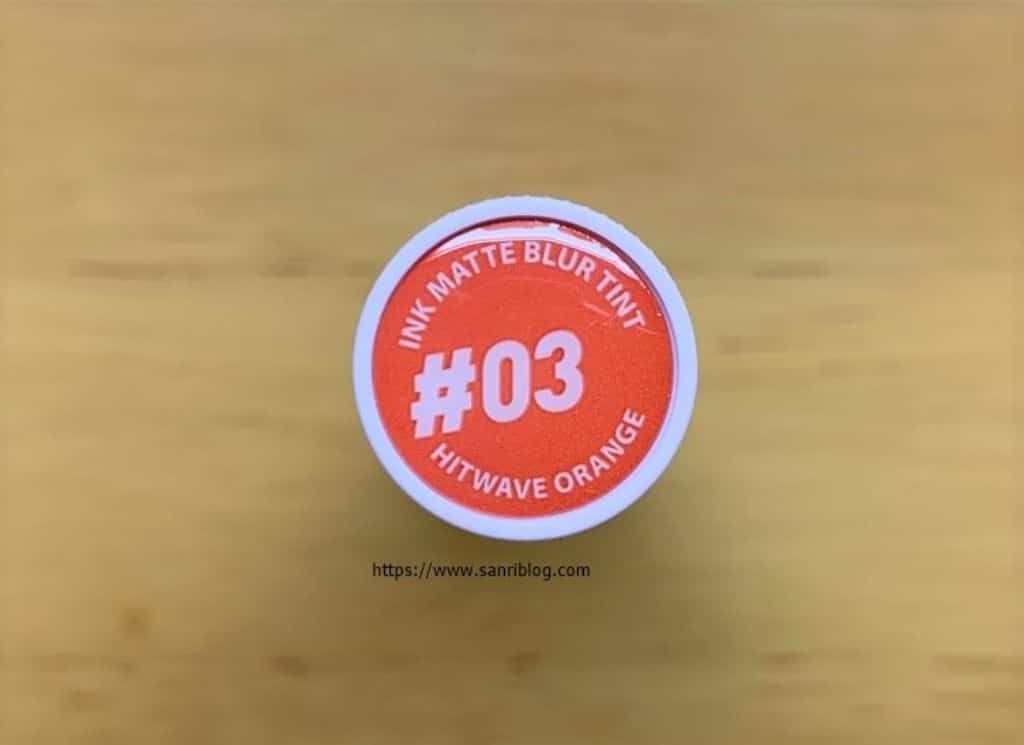 INK MATTE BLUR TINT
#03
HITWAVE ORANGE
https://www.sanriblog.com